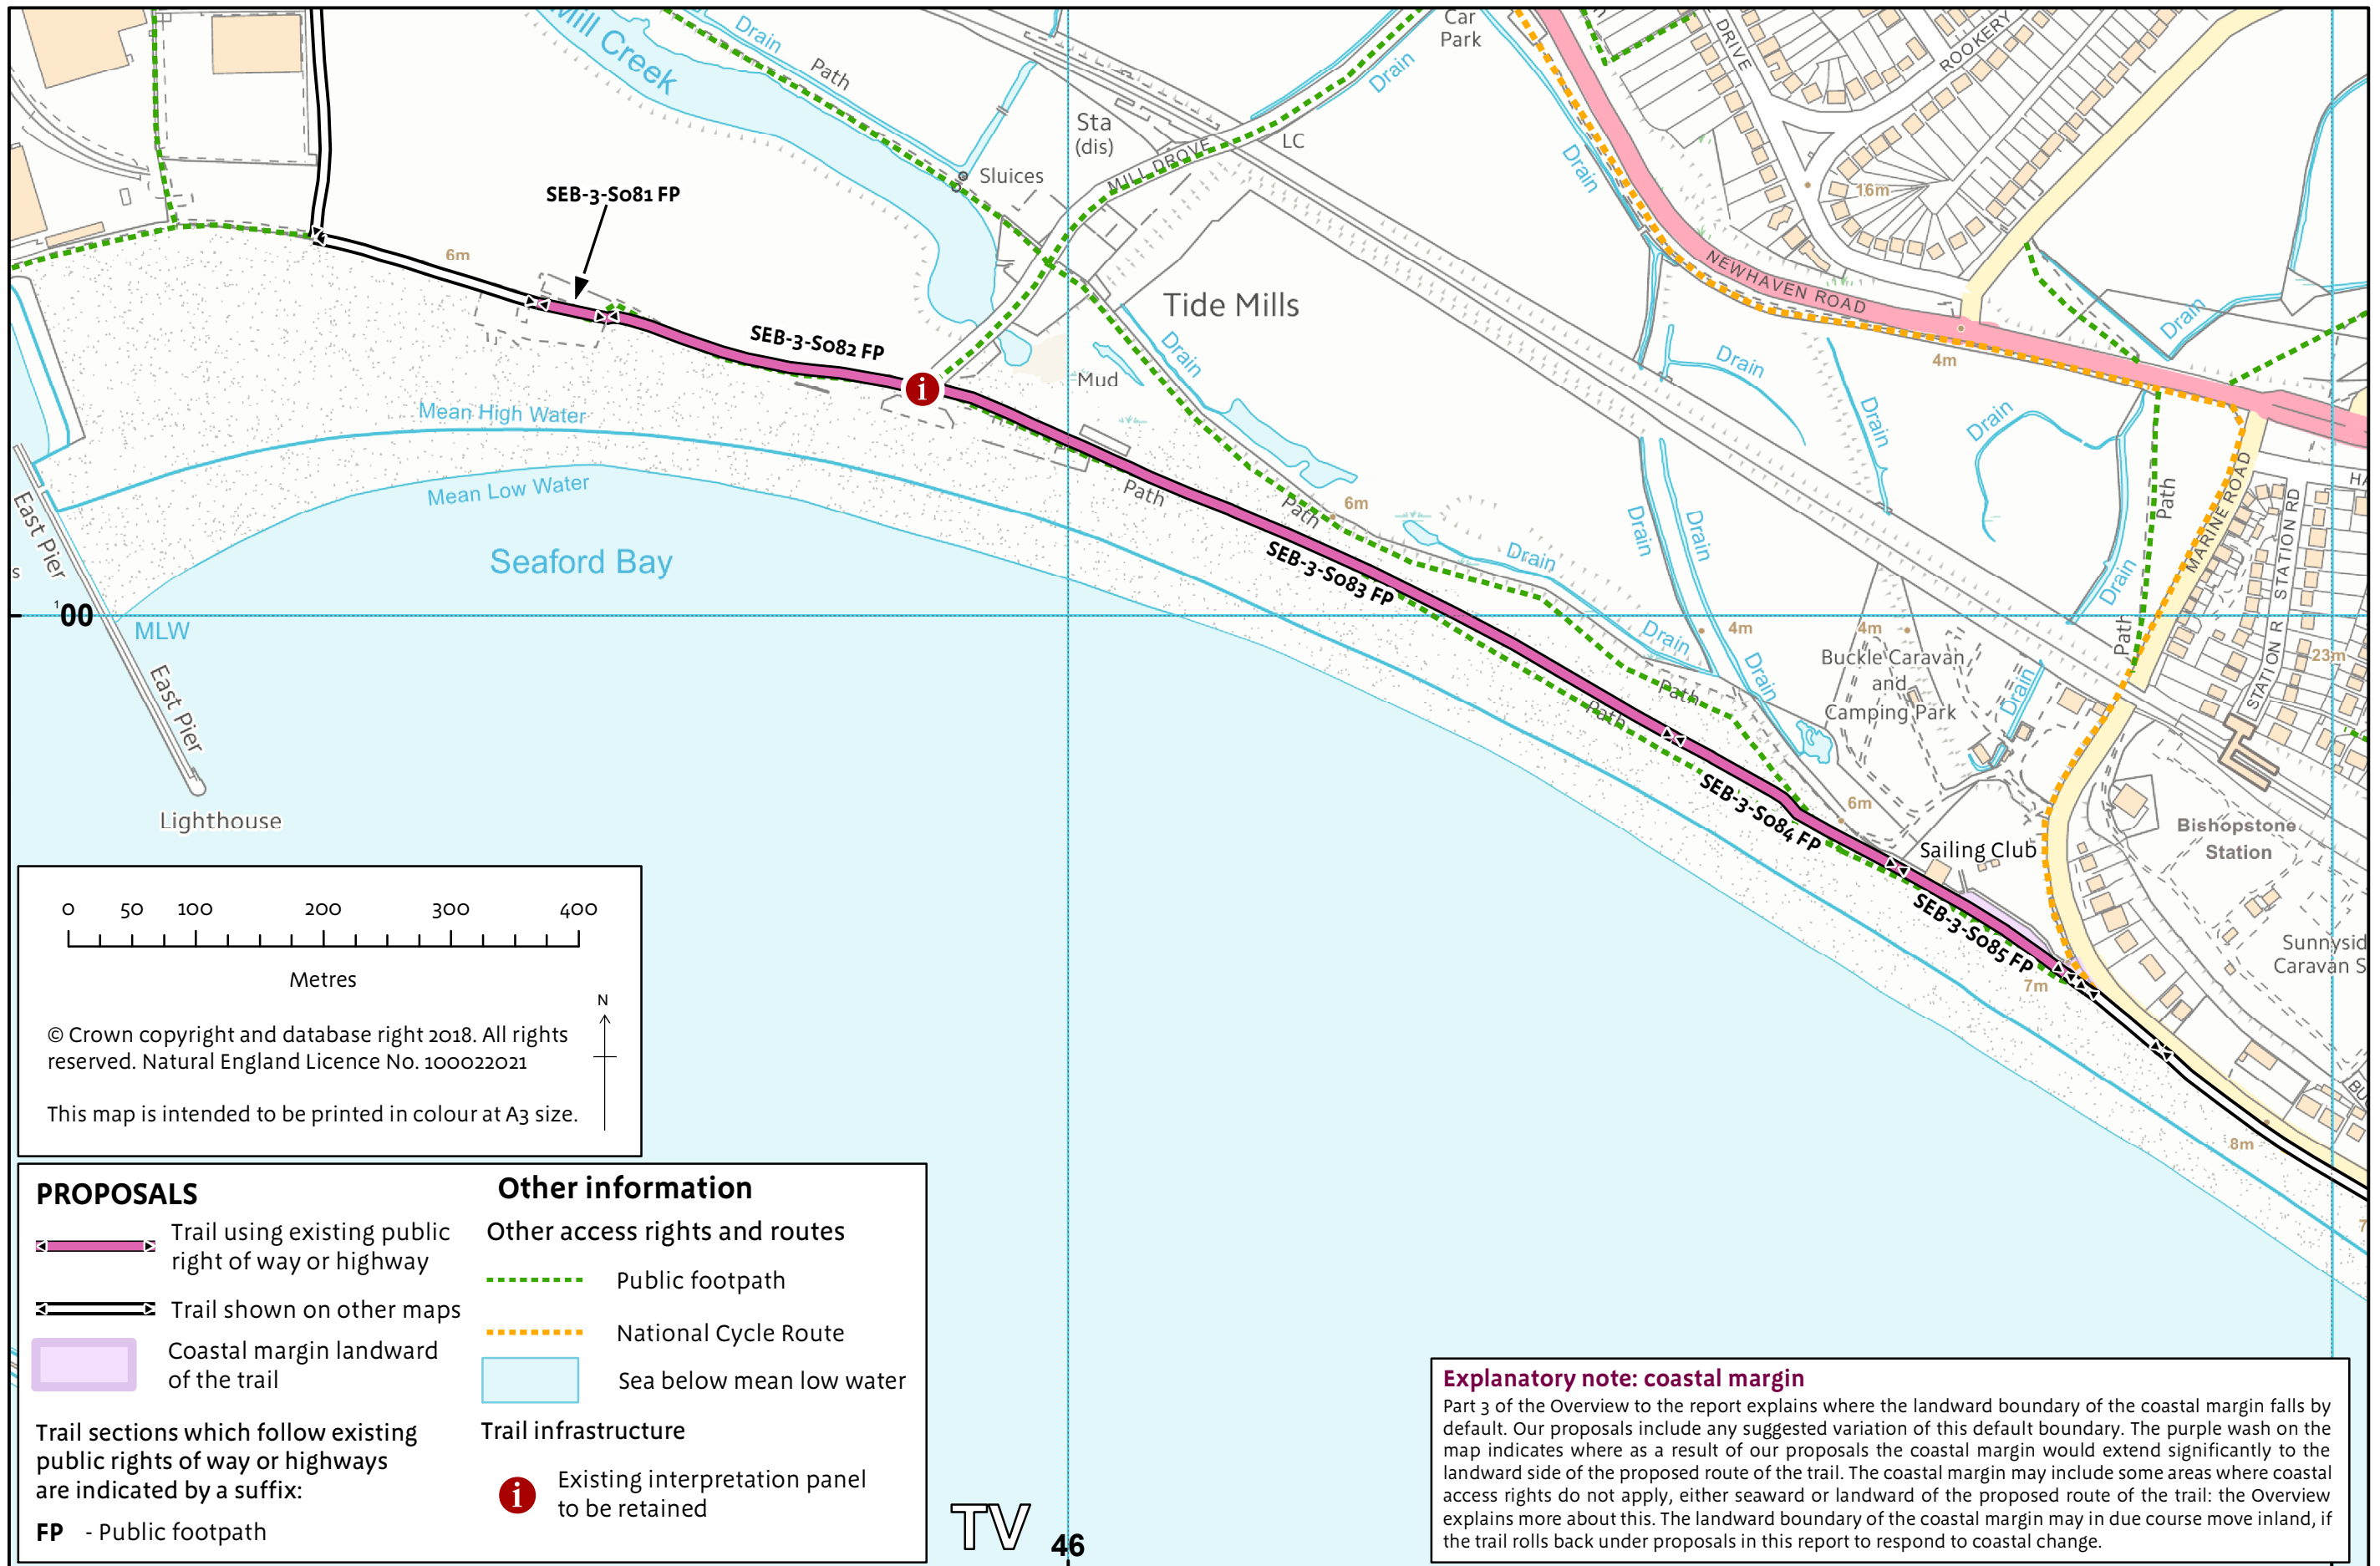 Mill Creek
Drain
Path
Car
Park
Drain
DRIVE
ROOKERY
Sta
(dis)
LC
MILL DROVE
Sluices
Drain
16m
SEB-3-S081 FP
6m
NEWHAVEN ROAD
Tide Mills
SEB-3-S082 FP
i
Drain
Mud
Drain
4m
Drain
Drain
Drain
Mean High Water
Mean Low Water
Seaford Bay
East Pier
s
Path
Path
6m
SEB-3-S083 FP
Drain
Drain
Drain
Drain
Path
MARINE ROAD
STATION RD
HA
¹00
MLW
East Pier
Lighthouse
Drain
4m
4m
Drain
Path
Path
Buckle Caravan
and
Camping Park
Drain
Path
STATION R
23m
SEB-3-S084 FP
6m
Sailing Club
Bishopstone
Station
SEB-3-S085 FP
7m
Sunnysid
Caravan S
BU
8m
7
0 50 100 200 300 400
Metres
N
© Crown copyright and database right 2018. All rights
reserved. Natural England Licence No. 100022021
This map is intended to be printed in colour at A3 size.
PROPOSALS
Trail using existing public
right of way or highway
Trail shown on other maps
Coastal margin landward
of the trail
Trail sections which follow existing
public rights of way or highways
are indicated by a suffix:
FP - Public footpath
Other information
Other access rights and routes
Public footpath
National Cycle Route
Sea below mean low water
Trail infrastructure
i
Existing interpretation panel
to be retained
TV
46
Explanatory note: coastal margin
Part 3 of the Overview to the report explains where the landward boundary of the coastal margin falls by
default. Our proposals include any suggested variation of this default boundary. The purple wash on the
map indicates where as a result of our proposals the coastal margin would extend significantly to the
landward side of the proposed route of the trail. The coastal margin may include some areas where coastal
access rights do not apply, either seaward or landward of the proposed route of the trail: the Overview
explains more about this. The landward boundary of the coastal margin may in due course move inland, if
the trail rolls back under proposals in this report to respond to coastal change.